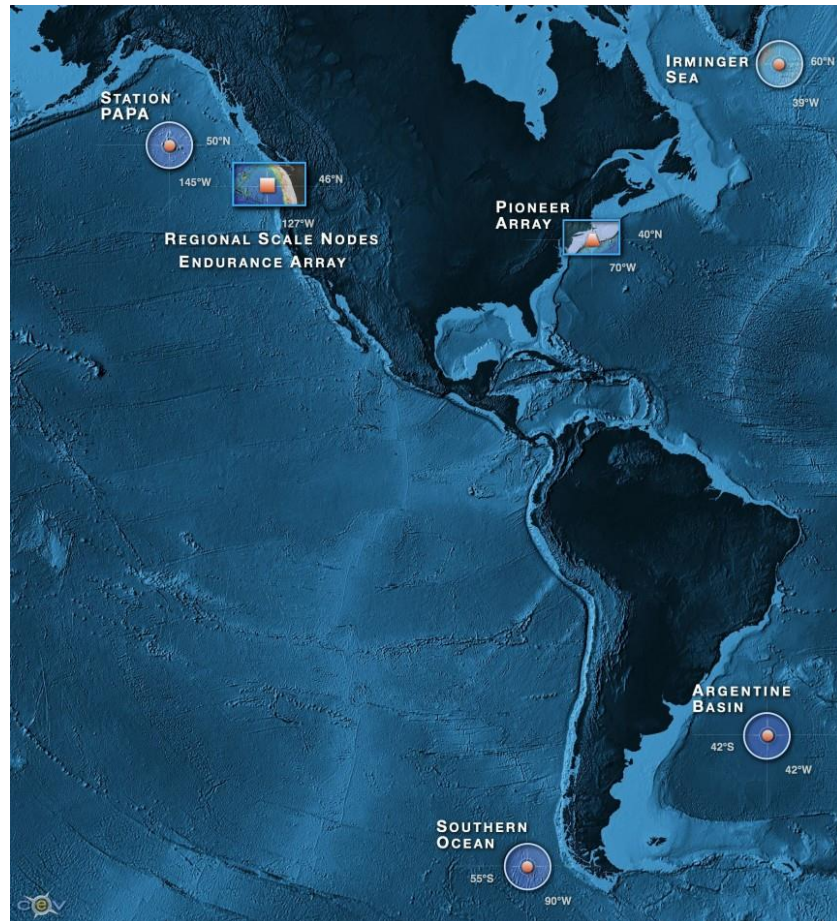 IRMINGER
SEA
60°N
39°W
STATION
PAPA
50°N
145°W
46°N
127°W
REGIONAL SCALE NODES
ENDURANCE ARRAY
PIONEER
ARRAY
40°N
70°W
ARGENTINE
BASIN
42°S
42°W
SOUTHERN
OCEAN
55°S
90°W
cev